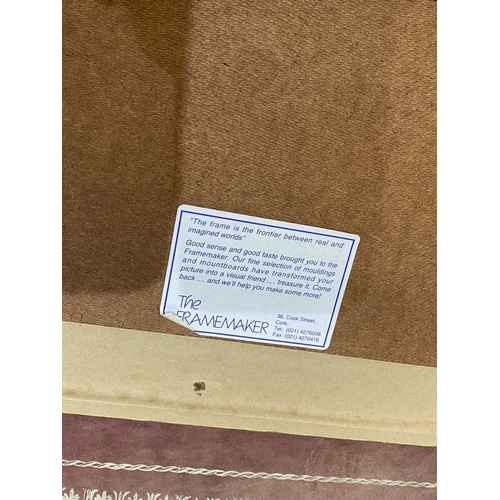 "The frame is the frontier between real and
imagined worlds"
Good sense and good taste brought you to the
Framemaker. Our fine selection of mouldings
and mountboards have transformed your
picture into a visual friend .... treasure it. Come
back .... and we'll help you make some more!
The
FRAMEMAKER
36, Cook Street,
Cork.
Tel: (021) 4276008
Fax: (021) 4270416